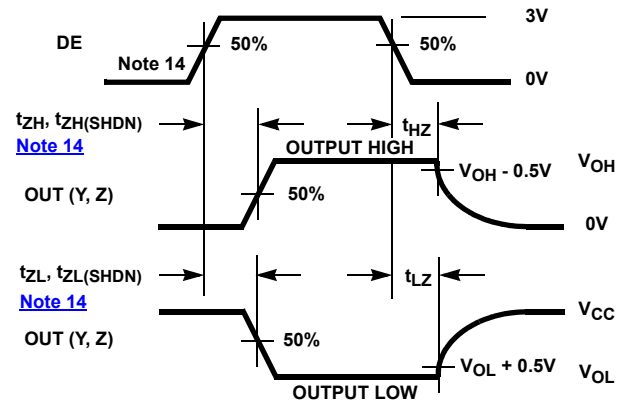 3V
DE
Note 14
50%
50%
0V
tZH, tZH(SHDN)
Note 14
tHZ
OUTPUT HIGH
VOH - 0.5V
VOH
OUT (Y, Z)
50%
0V
tZL, tZL(SHDN)
Note 14
tLZ
VCC
OUT (Y, Z)
50%
VOL + 0.5V
VOL
OUTPUT LOW